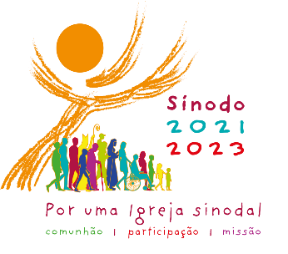 Sínodo
2021
2023
Por uma Igreja sinodal
comunhão | participação | missão